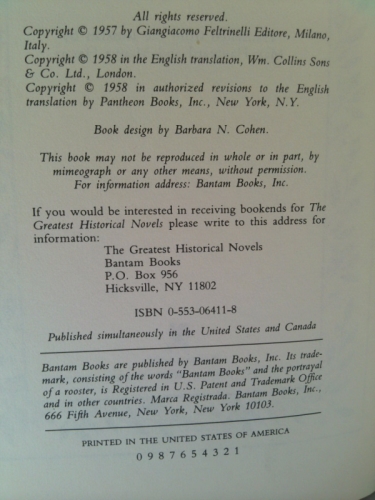 All rights reserved.
Copyright © 1957 by Giangiacomo Feltrinelli Editore, Milano,
Italy.
Copyright © 1958 in the English translation, Wm. Collins Sons
& Co. Ltd., London.
Copyright © 1958 in authorized revisions to the English
translation by Pantheon Books, Inc., New York, N.Y.
Book design by Barbara N. Cohen.
This book may not be reproduced in whole or in part, by
mimeograph or any other means, without permission.
For information address: Bantam Books, Inc.
If you would be interested in receiving bookends for The
Greatest Historical Novels please write to this address for
information:
The Greatest Historical Novels
Bantam Books
P.O. Box 956
Hicksville, NY 11802
ISBN 0-553-06411-8
Published simultaneously in the United States and Canada
Bantam Books are published by Bantam Books, Inc. Its trade-
mark, consisting of the words "Bantam Books" and the portrayal
of a rooster, is Registered in U.S. Patent and Trademark Office
and in other countries. Marca Registrada. Bantam Books, Inc.,
666 Fifth Avenue, New York, New York 10103.
PRINTED IN THE UNITED STATES OF AMERICA
0 9 8 7 6 5 4 3 2 1